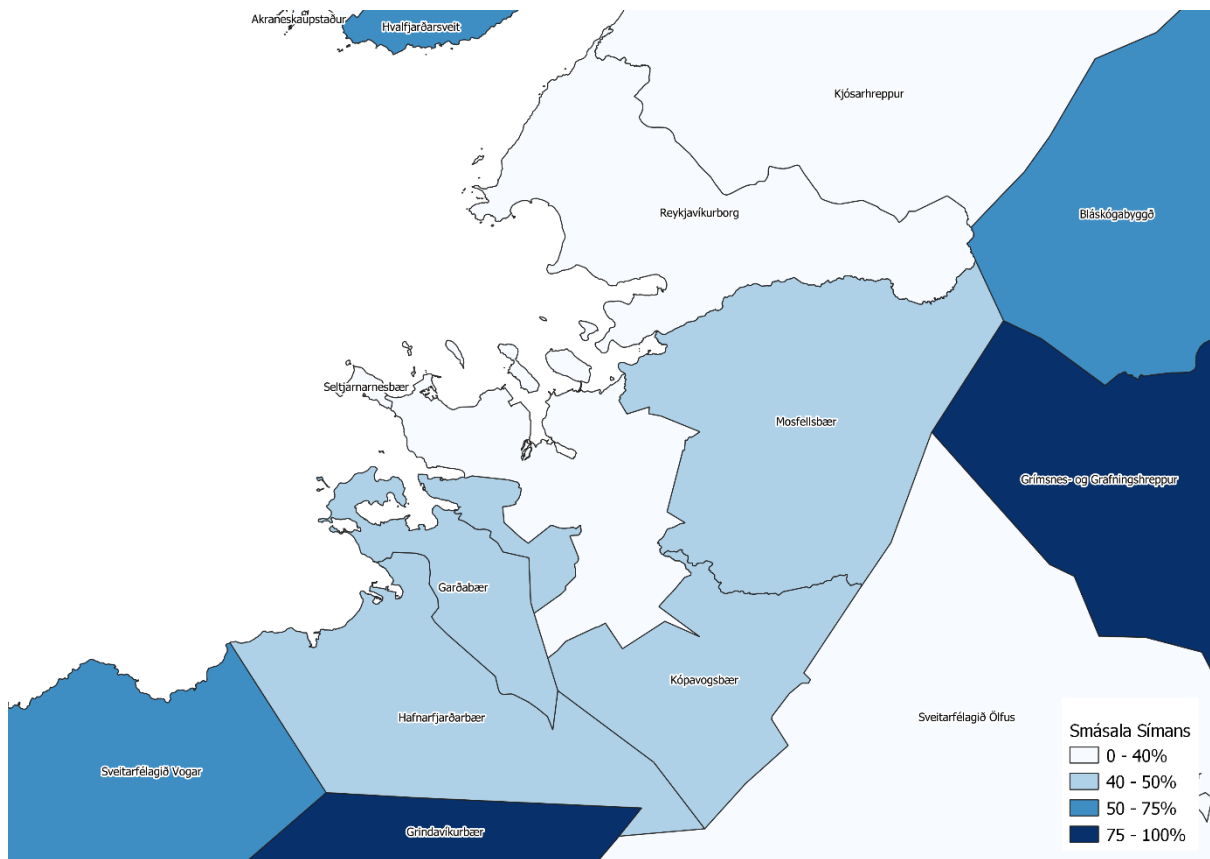 Akraneskaupstaður
Hvalfjarðarsveit
Kjósarhreppur
Reykjavíkurborg
Bláskógabyggð
Seltjarnarnesbær
Mosfellsbær
Grímsnes- og Grafningshreppur
Garðabær
Kópavogsbær
Hafnarfjarðarbær
Sveitarfélagið Ölfus
Sveitarfélagið Vogar
Grindavíkurbær
Smásala Símans
0 - 40%
40 - 50%
50 - 75%
75 - 100%